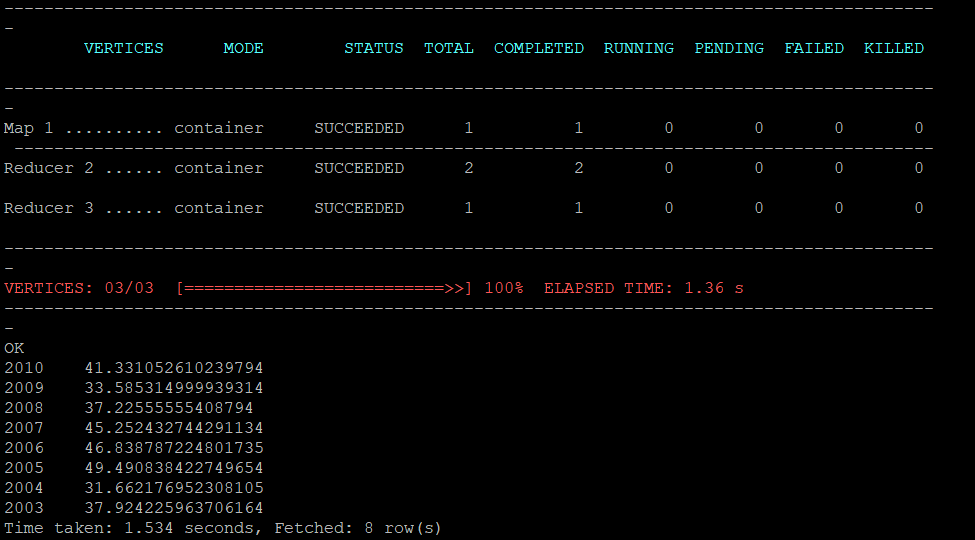 ---------------------------------------------------------------------------------------------
-
        VERTICES      MODE        STATUS  TOTAL  COMPLETED  RUNNING  PENDING  FAILED  KILLED
---------------------------------------------------------------------------------------------
-
Map 1 .......... container     SUCCEEDED      1          1        0        0       0       0
 --------------------------------------------------------------------------------------------
Reducer 2 ...... container     SUCCEEDED      2          2        0        0       0       0
Reducer 3 ...... container     SUCCEEDED      1          1        0        0       0       0
---------------------------------------------------------------------------------------------
-
VERTICES: 03/03  [==========================>>] 100%  ELAPSED TIME: 1.36 s
---------------------------------------------------------------------------------------------
-
OK
2010    41.331052610239794
2009    33.585314999939314
2008    37.22555555408794
2007    45.252432744291134
2006    46.838787224801735
2005    49.490838422749654
2004    31.662176952308105
2003    37.924225963706164
Time taken: 1.534 seconds, Fetched: 8 row(s)